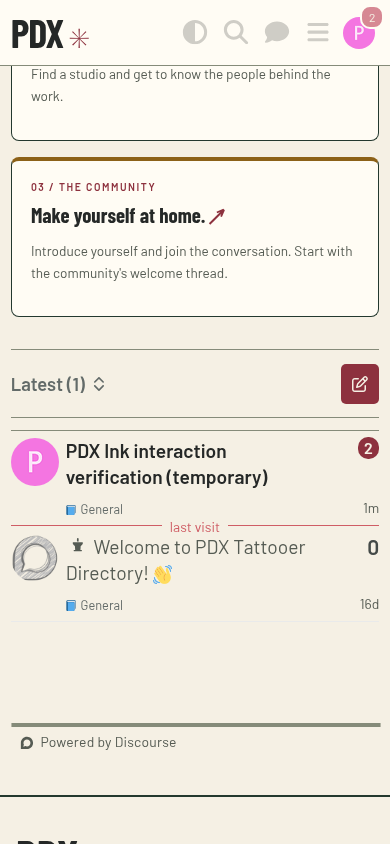 PDX
2
P
Find a studio and get to know the people behind the
work.
03 / THE COMMUNITY
Make yourself at home.
Introduce yourself and join the conversation. Start with
the community's welcome thread.
Latest (1)
P
PDX Ink interaction
verification (temporary)
2
General
1m
last visit
Welcome to PDX Tattooer
Directory! 👋
0
General
16d
Powered by Discourse